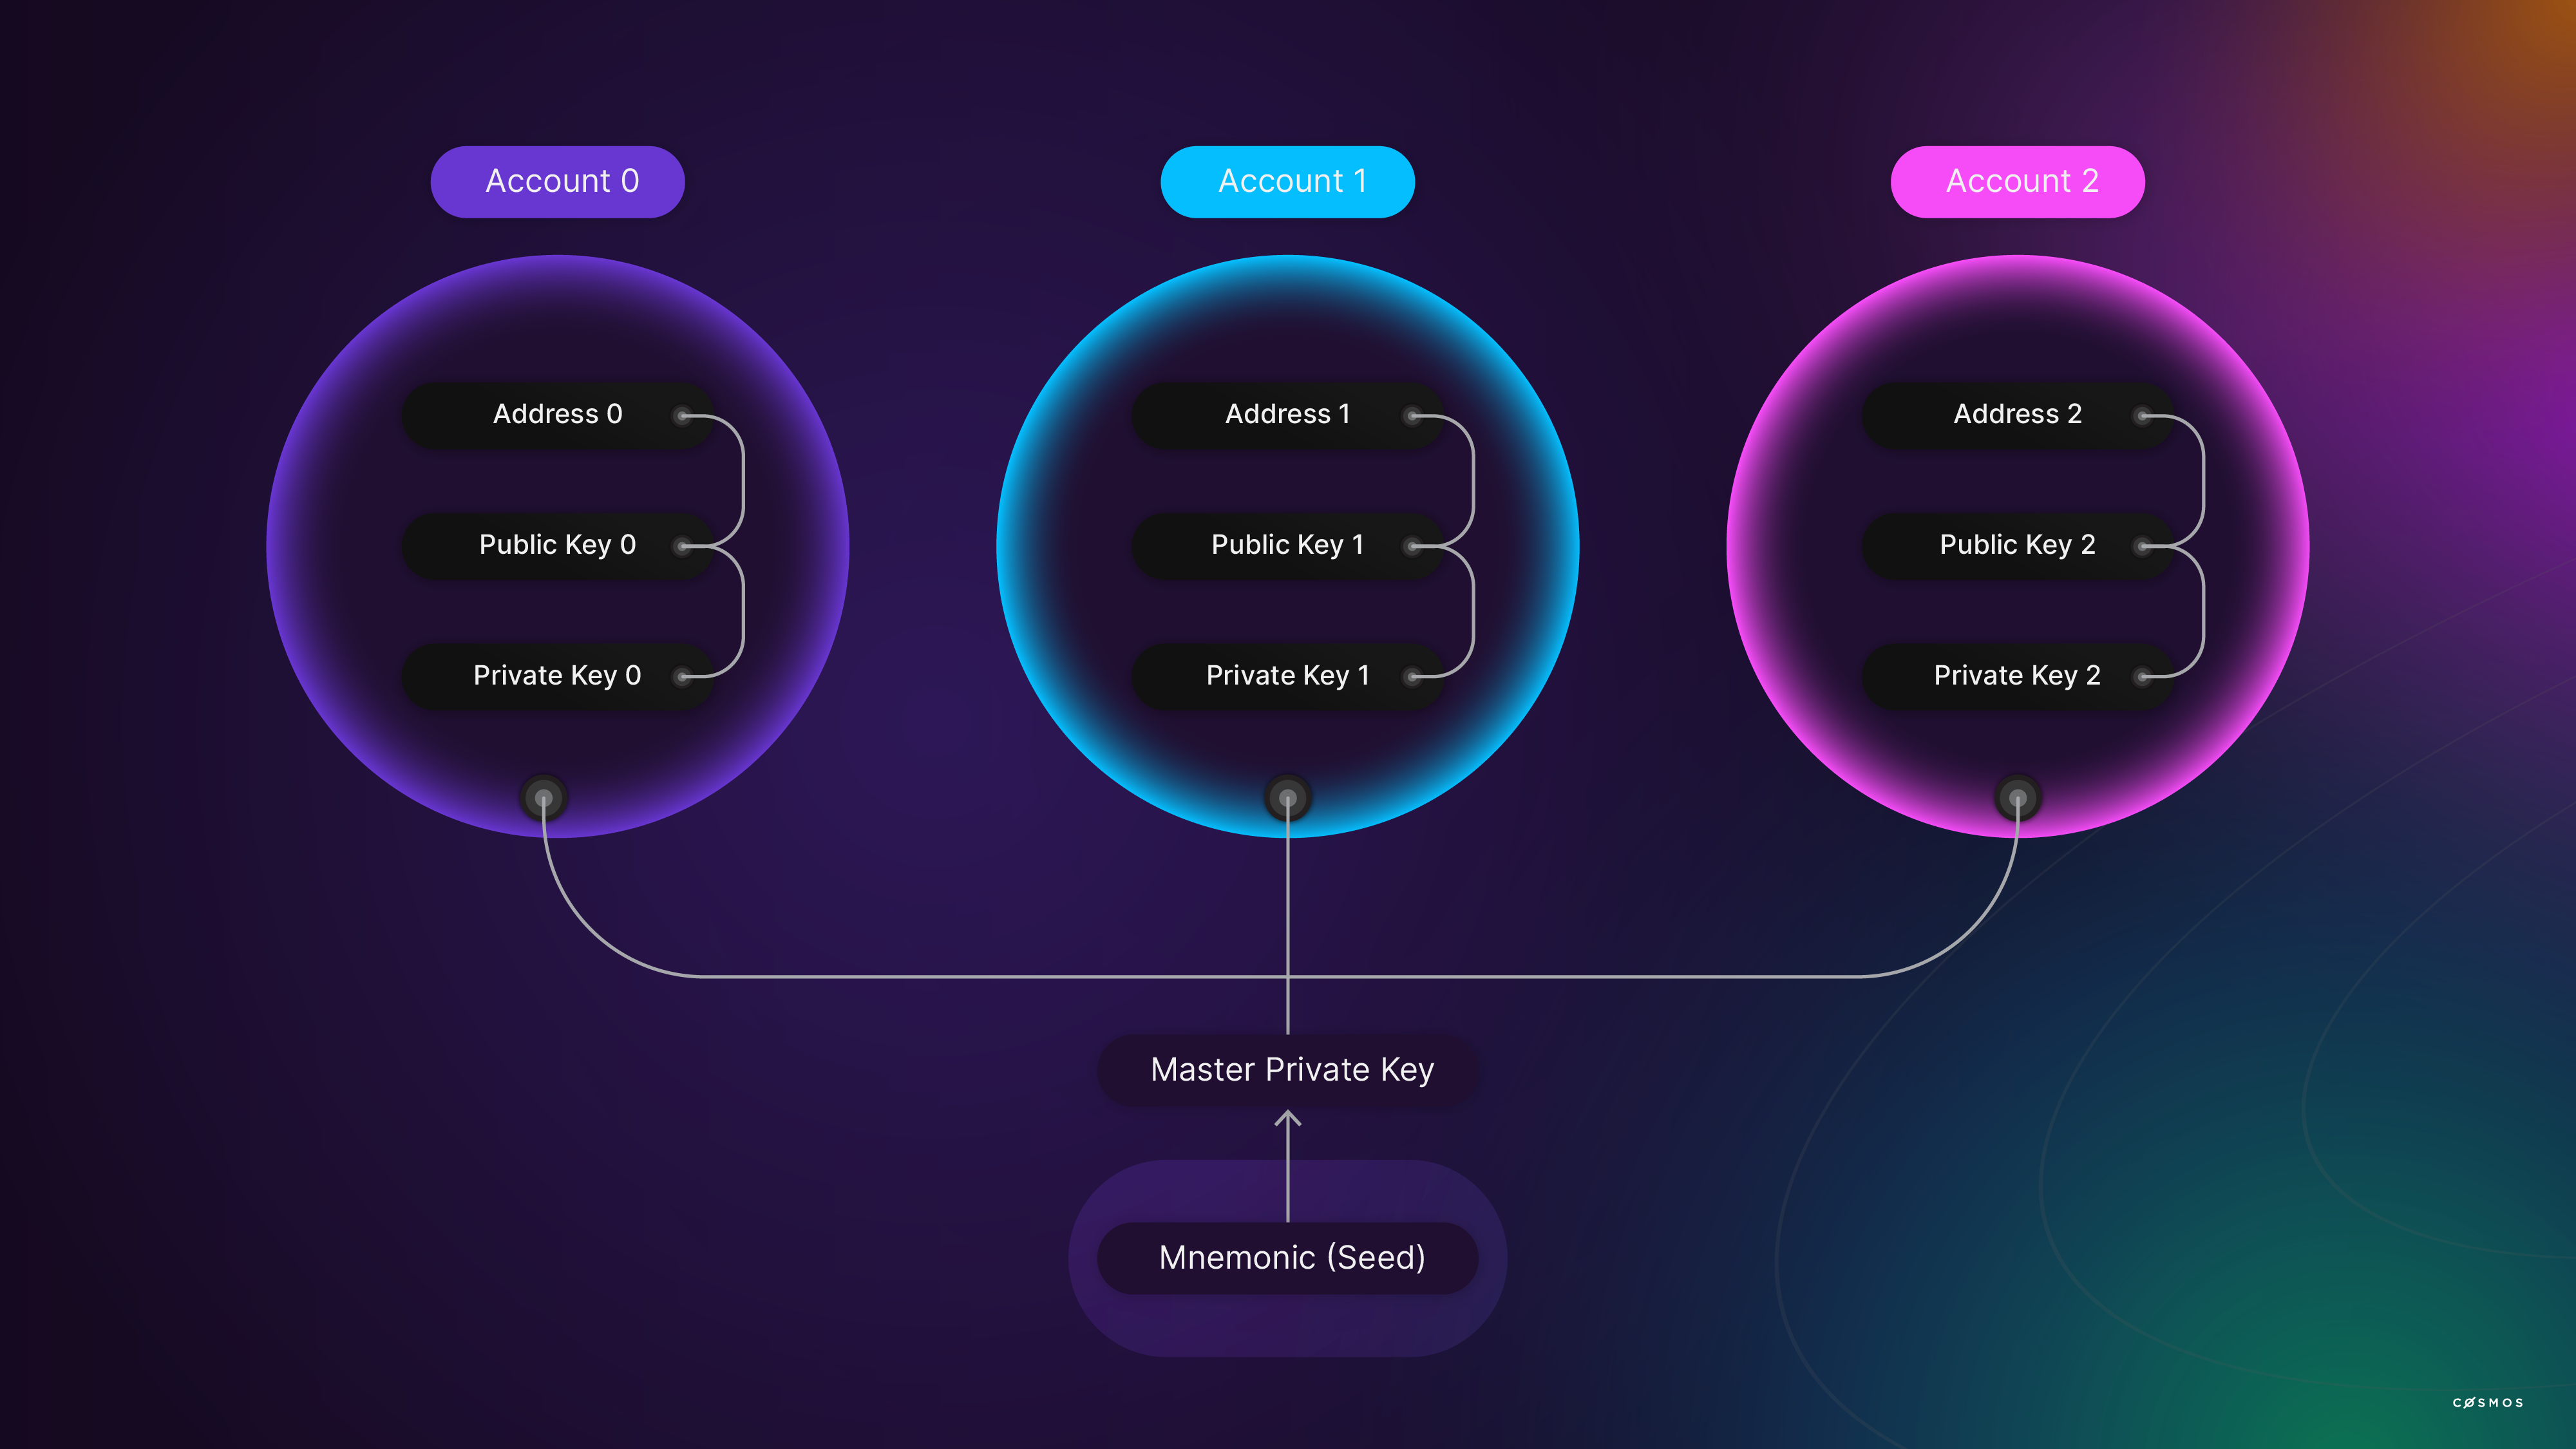 Account 0
Account 1
Account 2
Address 0
Address 1
Address 2
Public Key 0
Public Key 1
Public Key 2
Private Key 0
Private Key 1
Private Key 2
Master Private Key
Mnemonic (Seed)
COSMOS